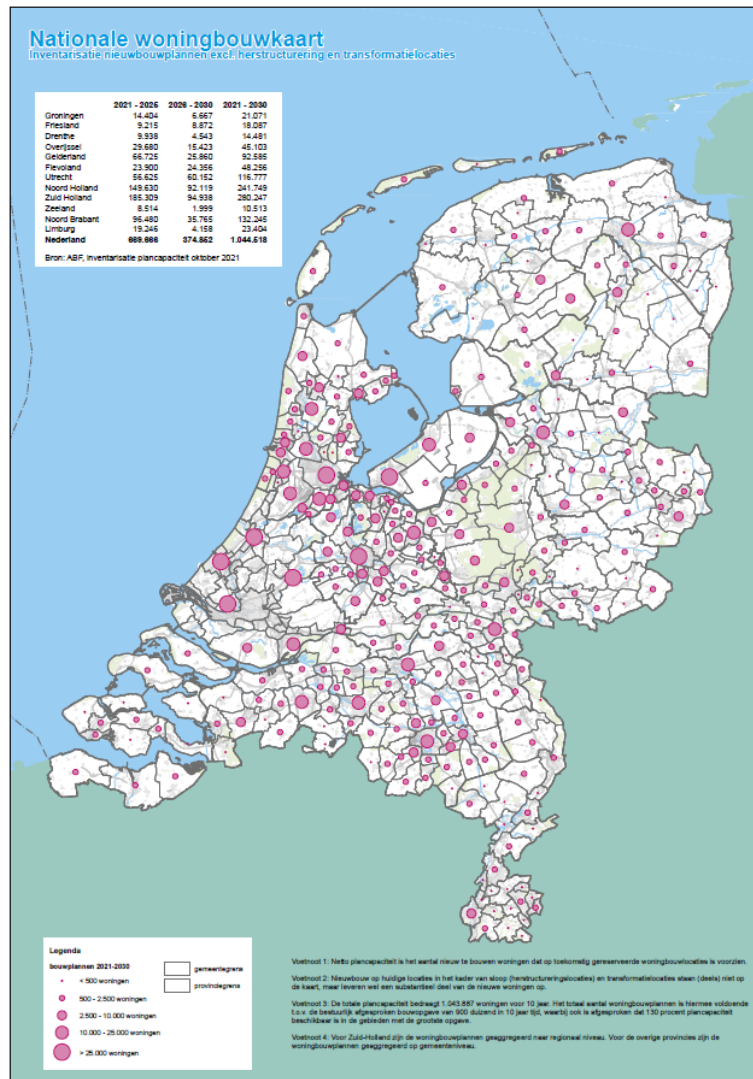 Nationale woningbouwkaart
Inventarisatie nieuwbouwplannen excl. herstructurering en transformatielocaties
2021 - 2025 2026 - 2030 2021 - 2030
Groningen 14.404 6.667 21.071
Friesland 9.215 8.872 18.087
Drenthe 9.938 4.543 14.481
Overijssel 29.680 15.423 45.103
Gelderland 66.725 25.860 92.585
Flevoland 23.900 24.356 48.256
Utrecht 56.625 60.152 116.777
Noord Holland 149.630 92.119 241.749
Zuid Holland 185.309 94.938 280.247
Zeeland 8.514 1.999 10.513
Noord Brabant 96.480 35.765 132.245
Limburg 19.246 4.158 23.404
Nederland 669.666 374.852 1.044.518
Bron: ABF, inventarisatie plancapaciteit oktober 2021
Legenda
bouwplannen 2021-2030
< 500 woningen
500 - 2.500 woningen
2.500 - 10.000 woningen
10.000 - 25.000 woningen
> 25.000 woningen
gemeentegrens
provinciegrens
Voetnoot 1: Netto plancapaciteit is het aantal nieuw te bouwen woningen dat op toekomstig gereserveerde woningbouwlocaties is voorzien.
Voetnoot 2: Nieuwbouw op huidige locaties in het kader van sloop (herstructureringslocaties) en transformatielocaties staan (deels) niet op
de kaart, maar leveren wel een substantieel deel van de nieuwe woningen op.
Voetnoot 3: De totale plancapaciteit bedraagt 1.043.867 woningen voor 10 jaar. Het totaal aantal woningbouwplannen is hiermee voldoende
t.o.v. de bestuurlijk afgesproken bouwopgave van 900 duizend in 10 jaar tijd, waarbij ook is afgesproken dat 130 procent plancapaciteit
beschikbaar is in de gebieden met de grootste opgave.
Voetnoot 4: Voor Zuid-Holland zijn de woningbouwplannen geaggregeerd naar regionaal niveau. Voor de overige provincies zijn de
woningbouwplannen geaggregeerd op gemeenteniveau.